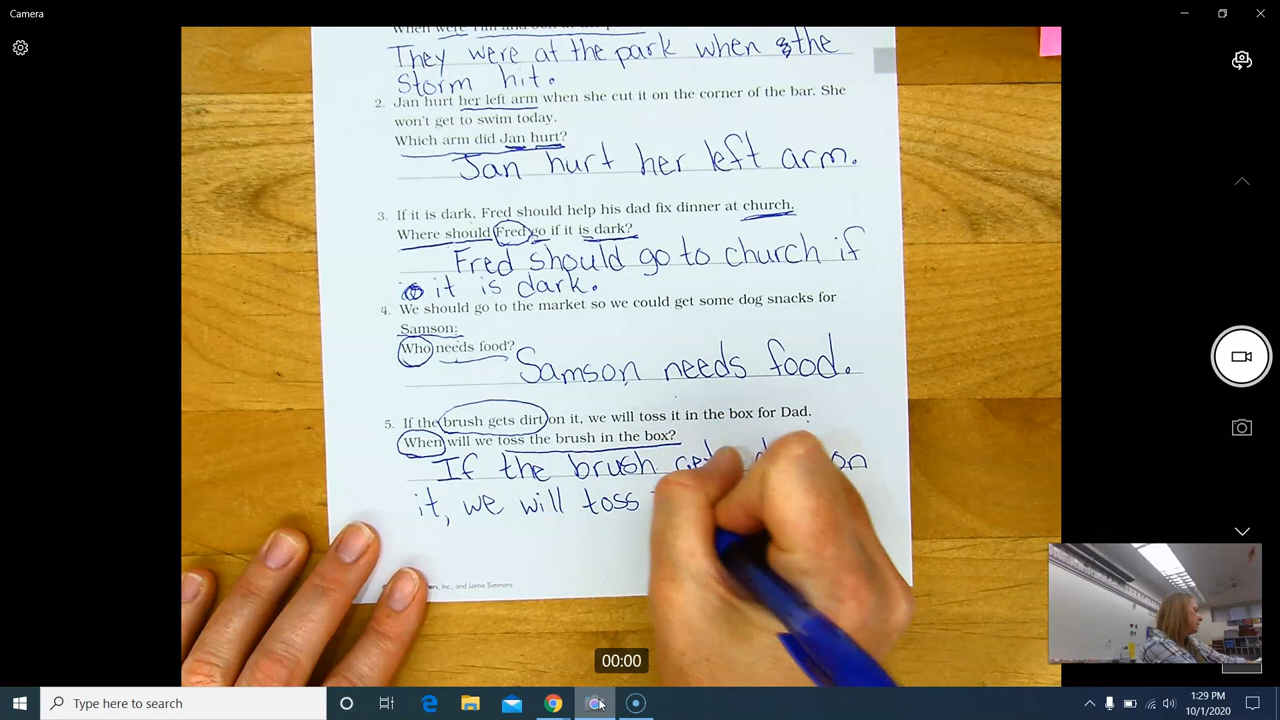 Camera
They were at the park when the
Storm hit.
2. Jan hurt her left arm when she cut it on the corner of the bar. She
won't get to swim today.
Which arm did Jan hurt?
Jan hurt her left arm.
3. If it is dark, Fred should help his dad fix dinner at church.
Where should Fred go if it is dark?
Fred should go to church if
it is dark.
4. We should go to the market so we could get some dog snacks for
Samson.
Who needs food?
Samson needs food.
5. If the brush gets dirt on it, we will toss it in the box for Dad.
When will we toss the brush in the box?
If the brush on
it, we will toss
Inc., and Lorna Simmons
00:00
Type here to search
1:29 PM
10/1/2020